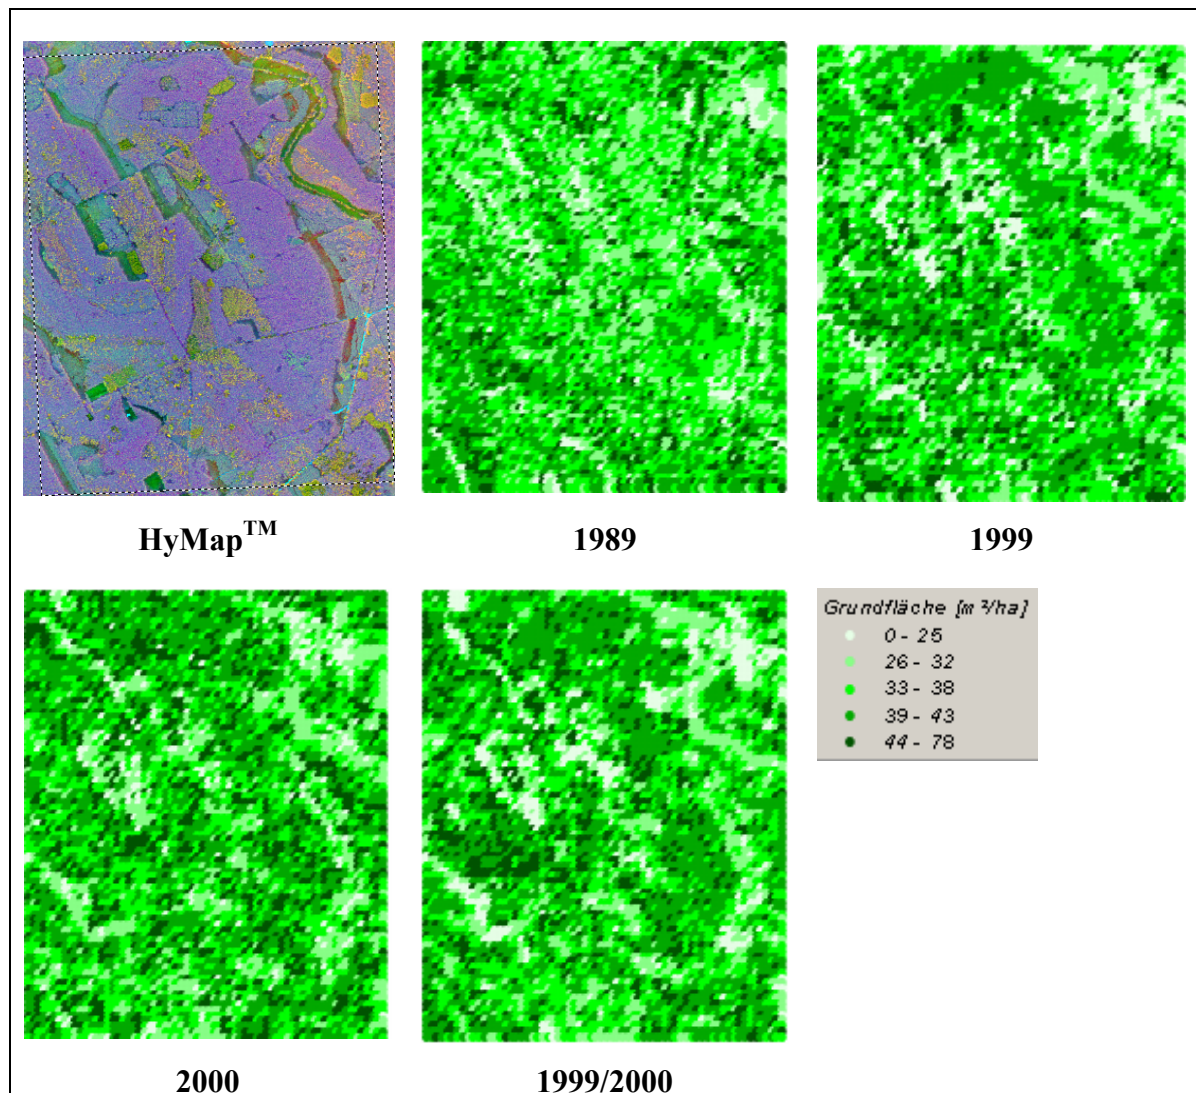 HyMap™
1989
1999
Grundfläche [m²/ha]
0 - 25
26 - 32
33 - 38
39 - 43
44 - 78
2000
1999/2000